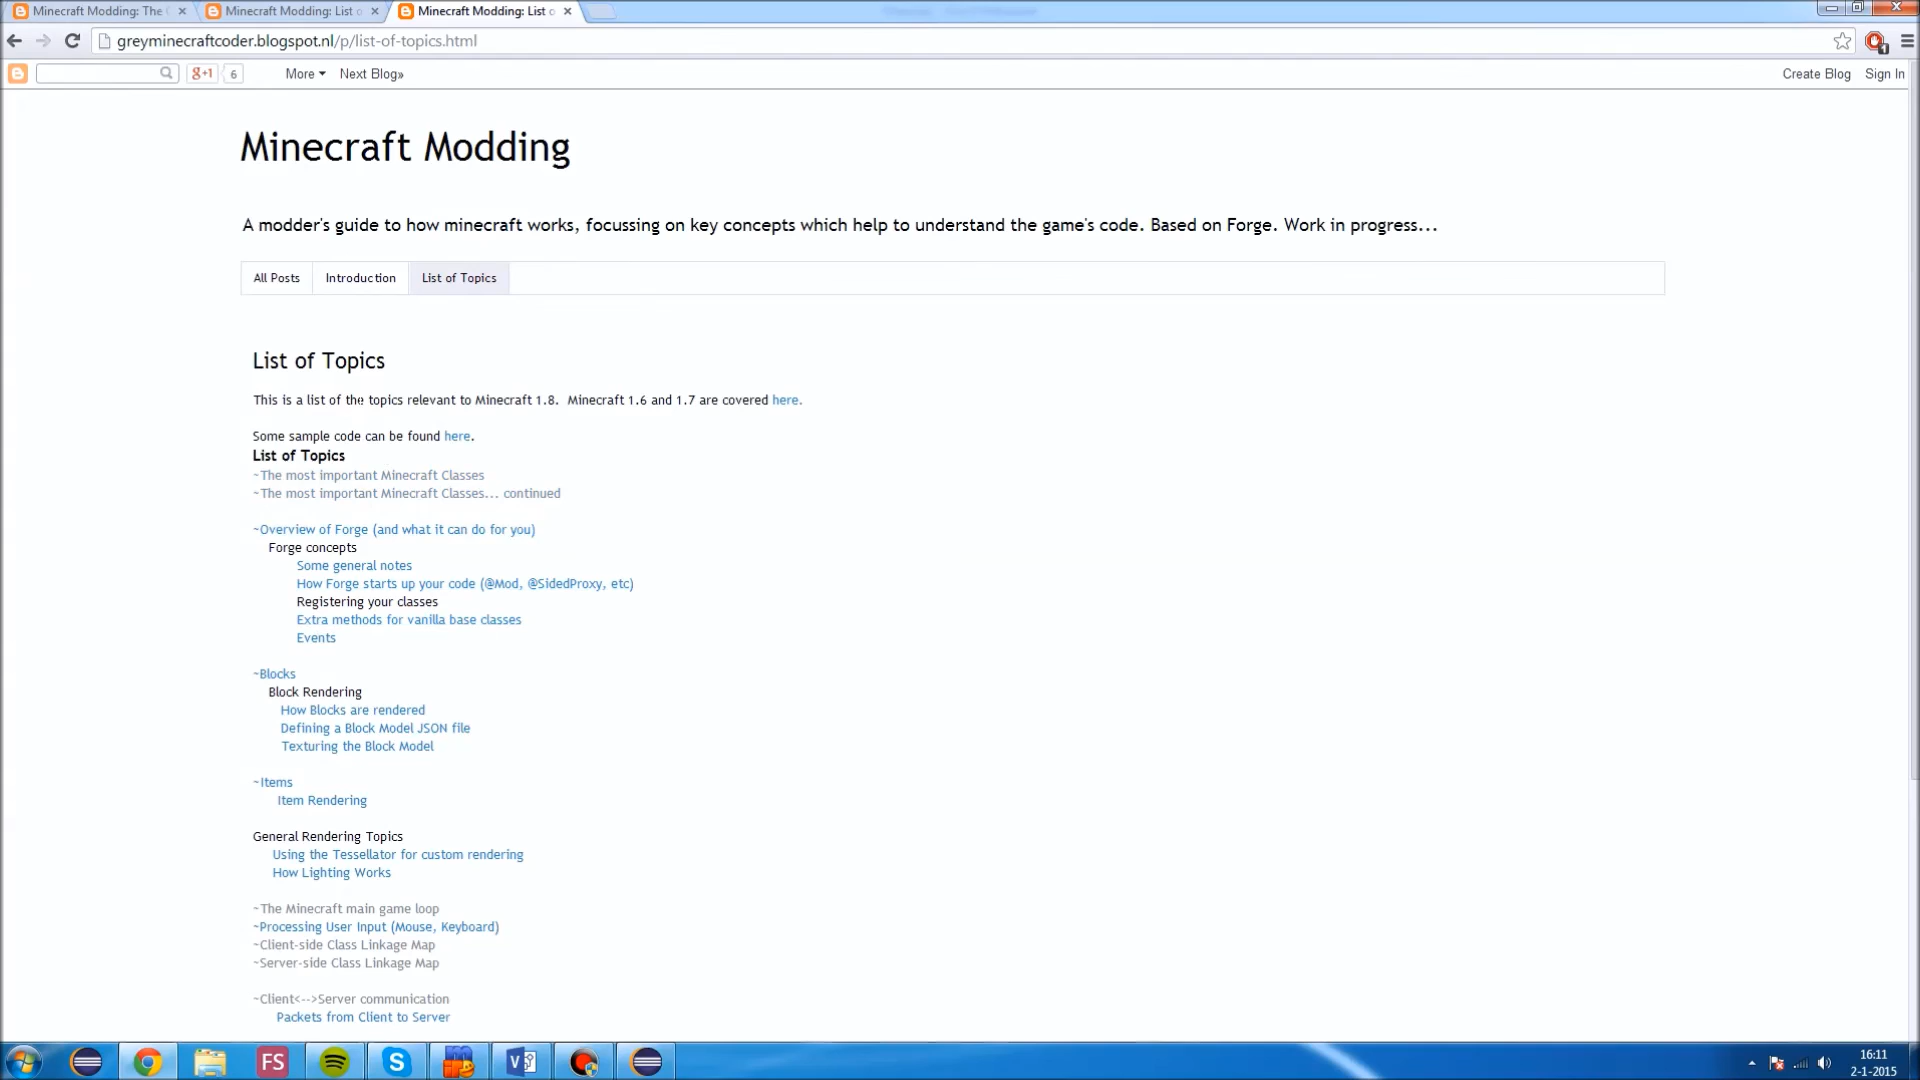 Minecraft Modding: The
Minecraft Modding: List o
Minecraft Modding: List o
greyminecraftcoder.blogspot.nl/p/list-of-topics.html
1
g+1 6 More Next Blog» Create Blog Sign In
Minecraft Modding
A modder's guide to how minecraft works, focussing on key concepts which help to understand the game's code. Based on Forge. Work in progress...
All Posts Introduction List of Topics
List of Topics
This is a list of the topics relevant to Minecraft 1.8. Minecraft 1.6 and 1.7 are covered here.
Some sample code can be found here.
List of Topics
~The most important Minecraft Classes
~The most important Minecraft Classes... continued
~Overview of Forge (and what it can do for you)
Forge concepts
Some general notes
How Forge starts up your code (@Mod, @SidedProxy, etc)
Registering your classes
Extra methods for vanilla base classes
Events
~Blocks
Block Rendering
How Blocks are rendered
Defining a Block Model JSON file
Texturing the Block Model
~Items
Item Rendering
General Rendering Topics
Using the Tessellator for custom rendering
How Lighting Works
~The Minecraft main game loop
~Processing User Input (Mouse, Keyboard)
~Client-side Class Linkage Map
~Server-side Class Linkage Map
~Client<-->Server communication
Packets from Client to Server
FS
16:11
2-1-2015